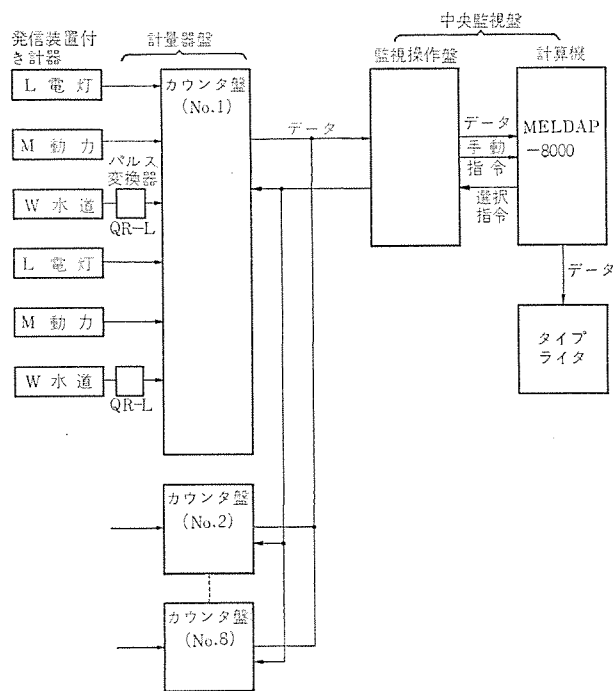 中央監視盤
発信装置付
き計器
計量器盤
監視操作盤
計算機
L 電灯
カウンタ盤
(No.1)
データ
データ
MELDAP
-8000
M 動力
手動
指令
パルス
変換器
選択
指令
W 水道
QR-L
L 電灯
データ
M 動力
タイプ
ライタ
W 水道
QR-L
カウンタ盤
(No.2)
カウンタ盤
(No.8)